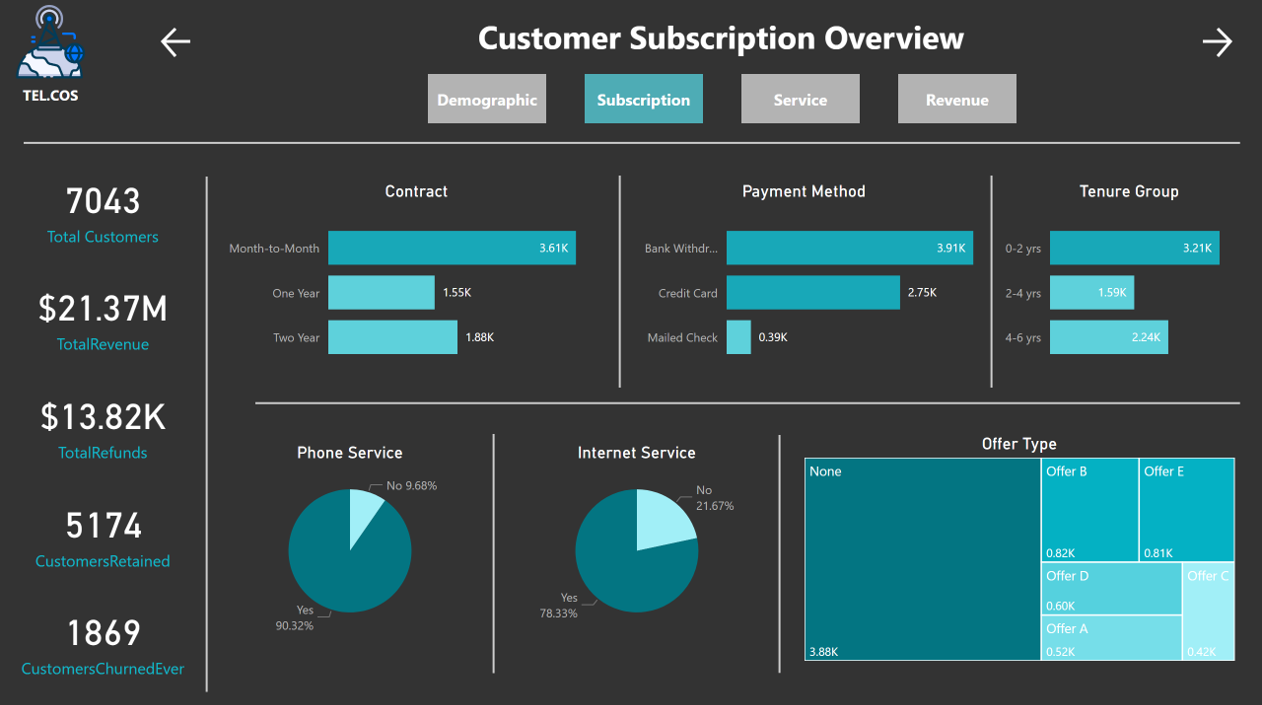 Customer Subscription Overview
TEL.COS
Demographic
Subscription
Service
Revenue
7043
Total Customers
$21.37M
TotalRevenue
$13.82K
TotalRefunds
5174
CustomersRetained
1869
CustomersChurnedEver
Contract
Month-to-Month
3.61K
One Year
1.55K
Two Year
1.88K
Payment Method
Bank Withdr...
3.91K
Credit Card
2.75K
Mailed Check
0.39K
Tenure Group
0-2 yrs
3.21K
2-4 yrs
1.59K
4-6 yrs
2.24K
Phone Service
No 9.68%
Yes
90.32%
Internet Service
No
21.67%
Yes
78.33%
Offer Type
None
3.88K
Offer B
0.82K
Offer E
0.81K
Offer D
0.60K
Offer A
0.52K
Offer C
0.42K